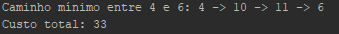 Caminho mínimo entre 4 e 6: 4 -> 10 -> 11 -> 6
Custo total: 33